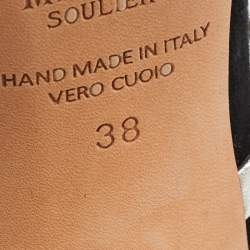 SOULIER
HAND MADE IN ITALY
VERO CUOIO
38